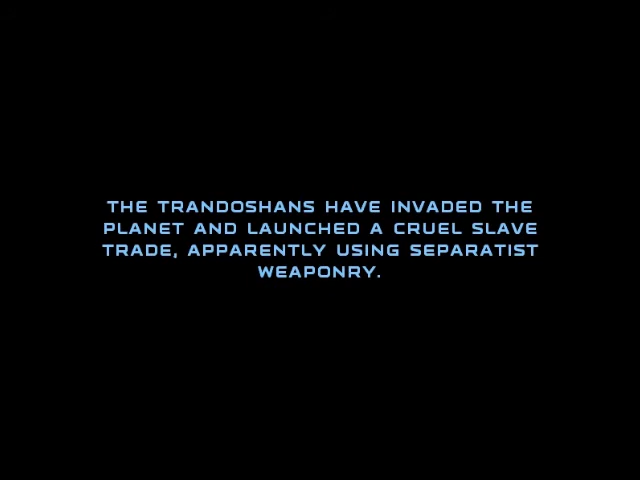 THE TRANDOSHANS HAVE INVADED THE
PLANET AND LAUNCHED A CRUEL SLAVE
TRADE, APPARENTLY USING SEPARATIST
WEAPONRY.